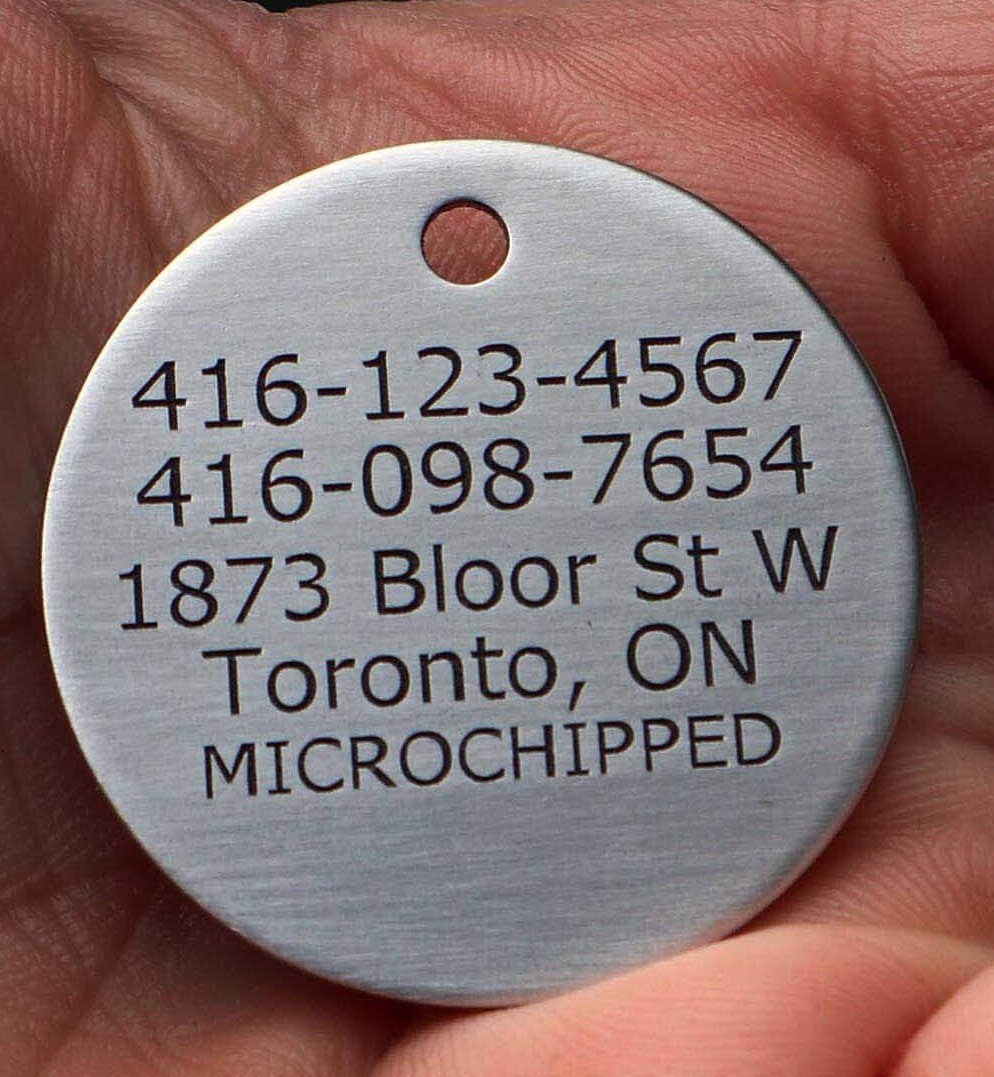 416-123-4567
416-098-7654
1873 Bloor St W
Toronto, ON
MICROCHIPPED